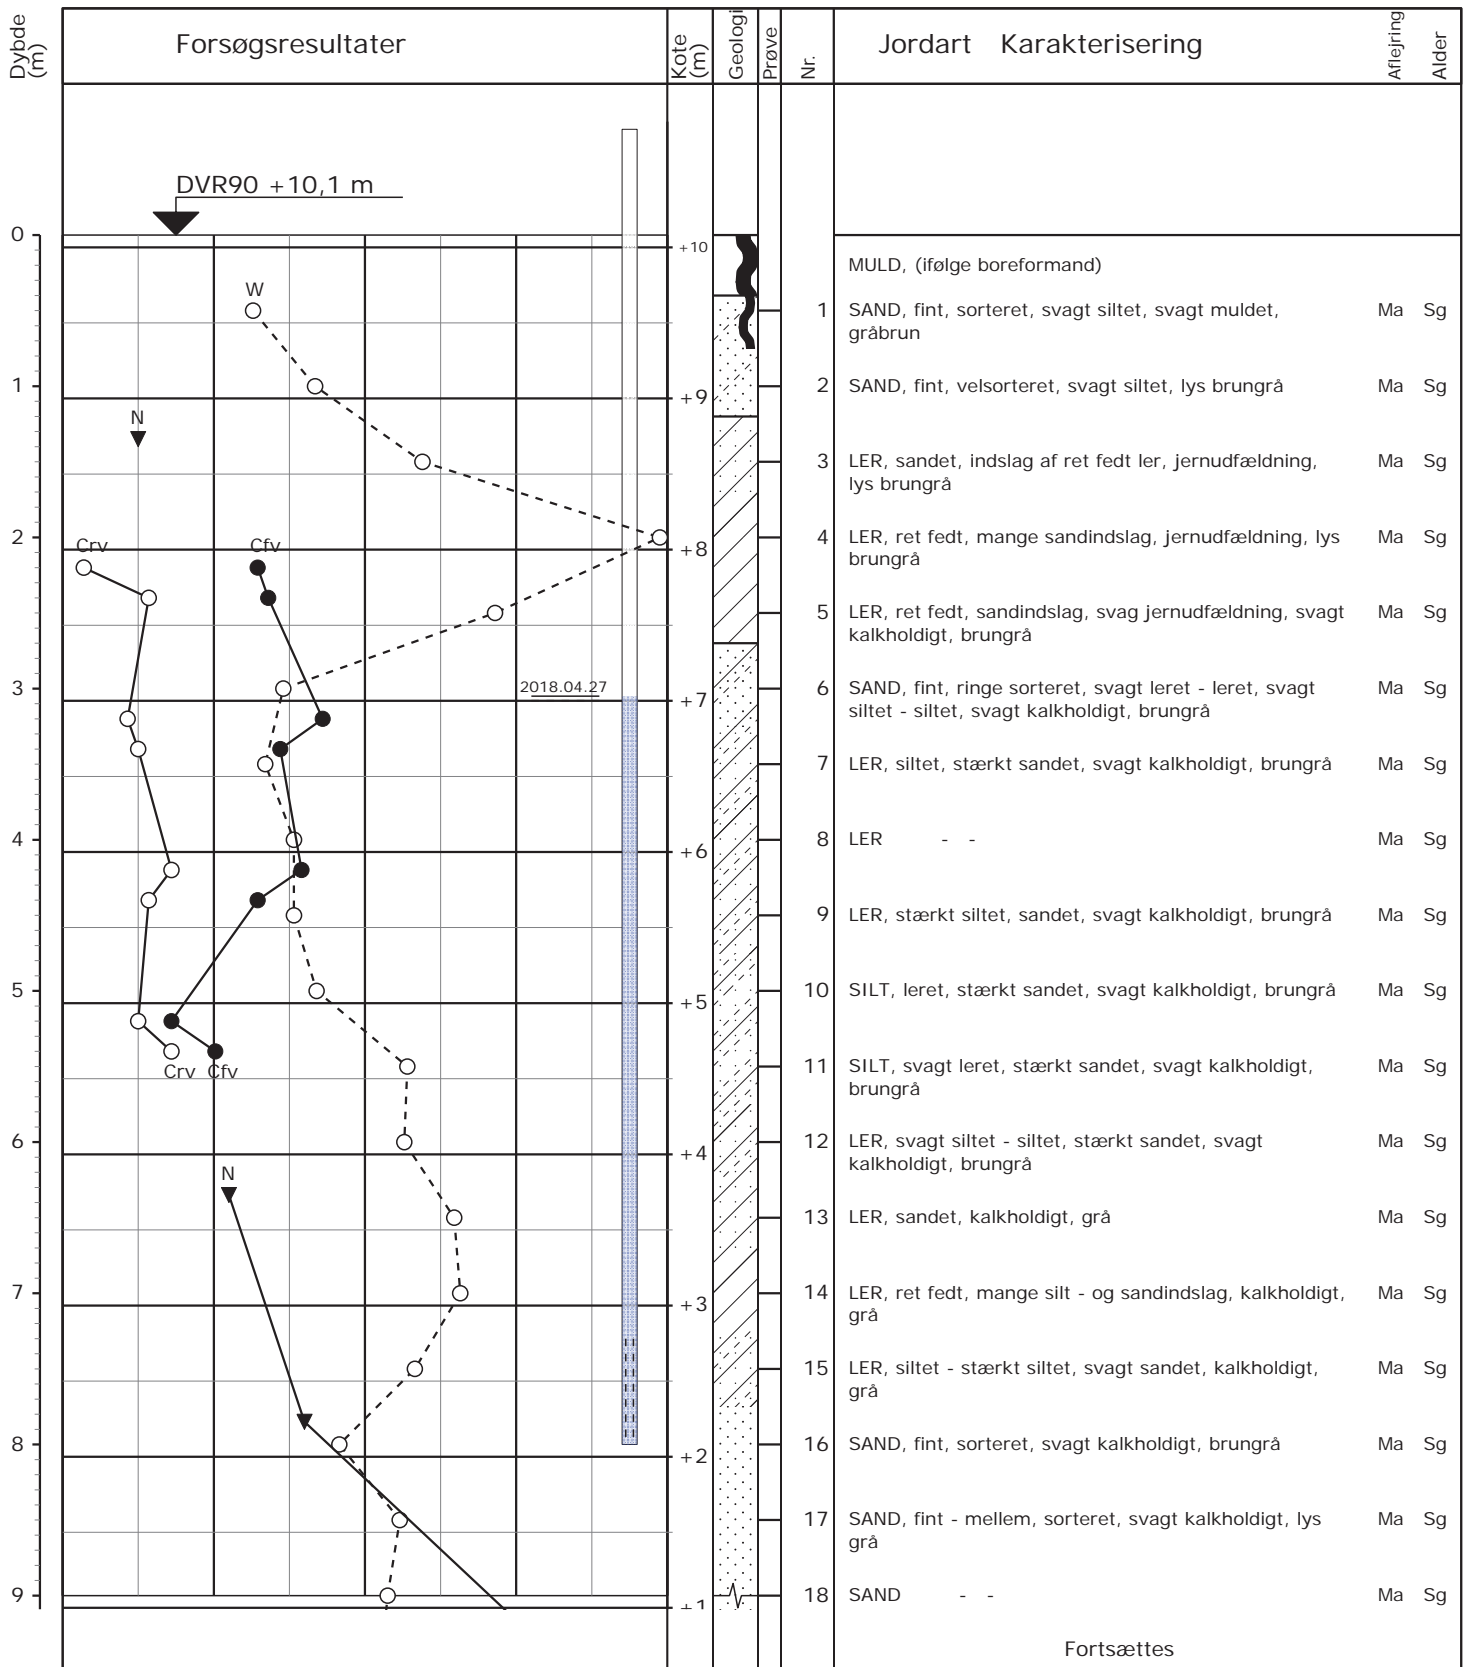 Dybde
(m)
Forsøgsresultater
Kote
(m)
Geologi
Prøve
Nr.
Jordart Karakterisering
Aflejring
Alder
DVR90 +10,1 m
0
+10
MULD, (ifølge boreformand)
W
1 SAND, fint, sorteret, svagt siltet, svagt muldet, Ma Sg
gråbrun
1
2 SAND, fint, velsorteret, svagt siltet, lys brungrå Ma Sg
+9
N
3 LER, sandet, indslag af ret fedt ler, jernudfældning, Ma Sg
lys brungrå
2
4 LER, ret fedt, mange sandindslag, jernudfældning, lys Ma Sg
brungrå
Crv Cfv
+8
5 LER, ret fedt, sandindslag, svag jernudfældning, svagt Ma Sg
kalkholdigt, brungrå
3
2018.04.27
+7
6 SAND, fint, ringe sorteret, svagt leret - leret, svagt Ma Sg
siltet - siltet, svagt kalkholdigt, brungrå
7 LER, siltet, stærkt sandet, svagt kalkholdigt, brungrå Ma Sg
4
8 LER - - Ma Sg
+6
9 LER, stærkt siltet, sandet, svagt kalkholdigt, brungrå Ma Sg
5
10 SILT, leret, stærkt sandet, svagt kalkholdigt, brungrå Ma Sg
+5
Crv Cfv
11 SILT, svagt leret, stærkt sandet, svagt kalkholdigt, Ma Sg
brungrå
6
12 LER, svagt siltet - siltet, stærkt sandet, svagt Ma Sg
kalkholdigt, brungrå
+4
N
13 LER, sandet, kalkholdigt, grå Ma Sg
7
14 LER, ret fedt, mange silt - og sandindslag, kalkholdigt, Ma Sg
grå
+3
15 LER, siltet - stærkt siltet, svagt sandet, kalkholdigt, Ma Sg
grå
8
16 SAND, fint, sorteret, svagt kalkholdigt, brungrå Ma Sg
+2
17 SAND, fint - mellem, sorteret, svagt kalkholdigt, lys Ma Sg
grå
9
18 SAND - - Ma Sg
+1
Fortsættes